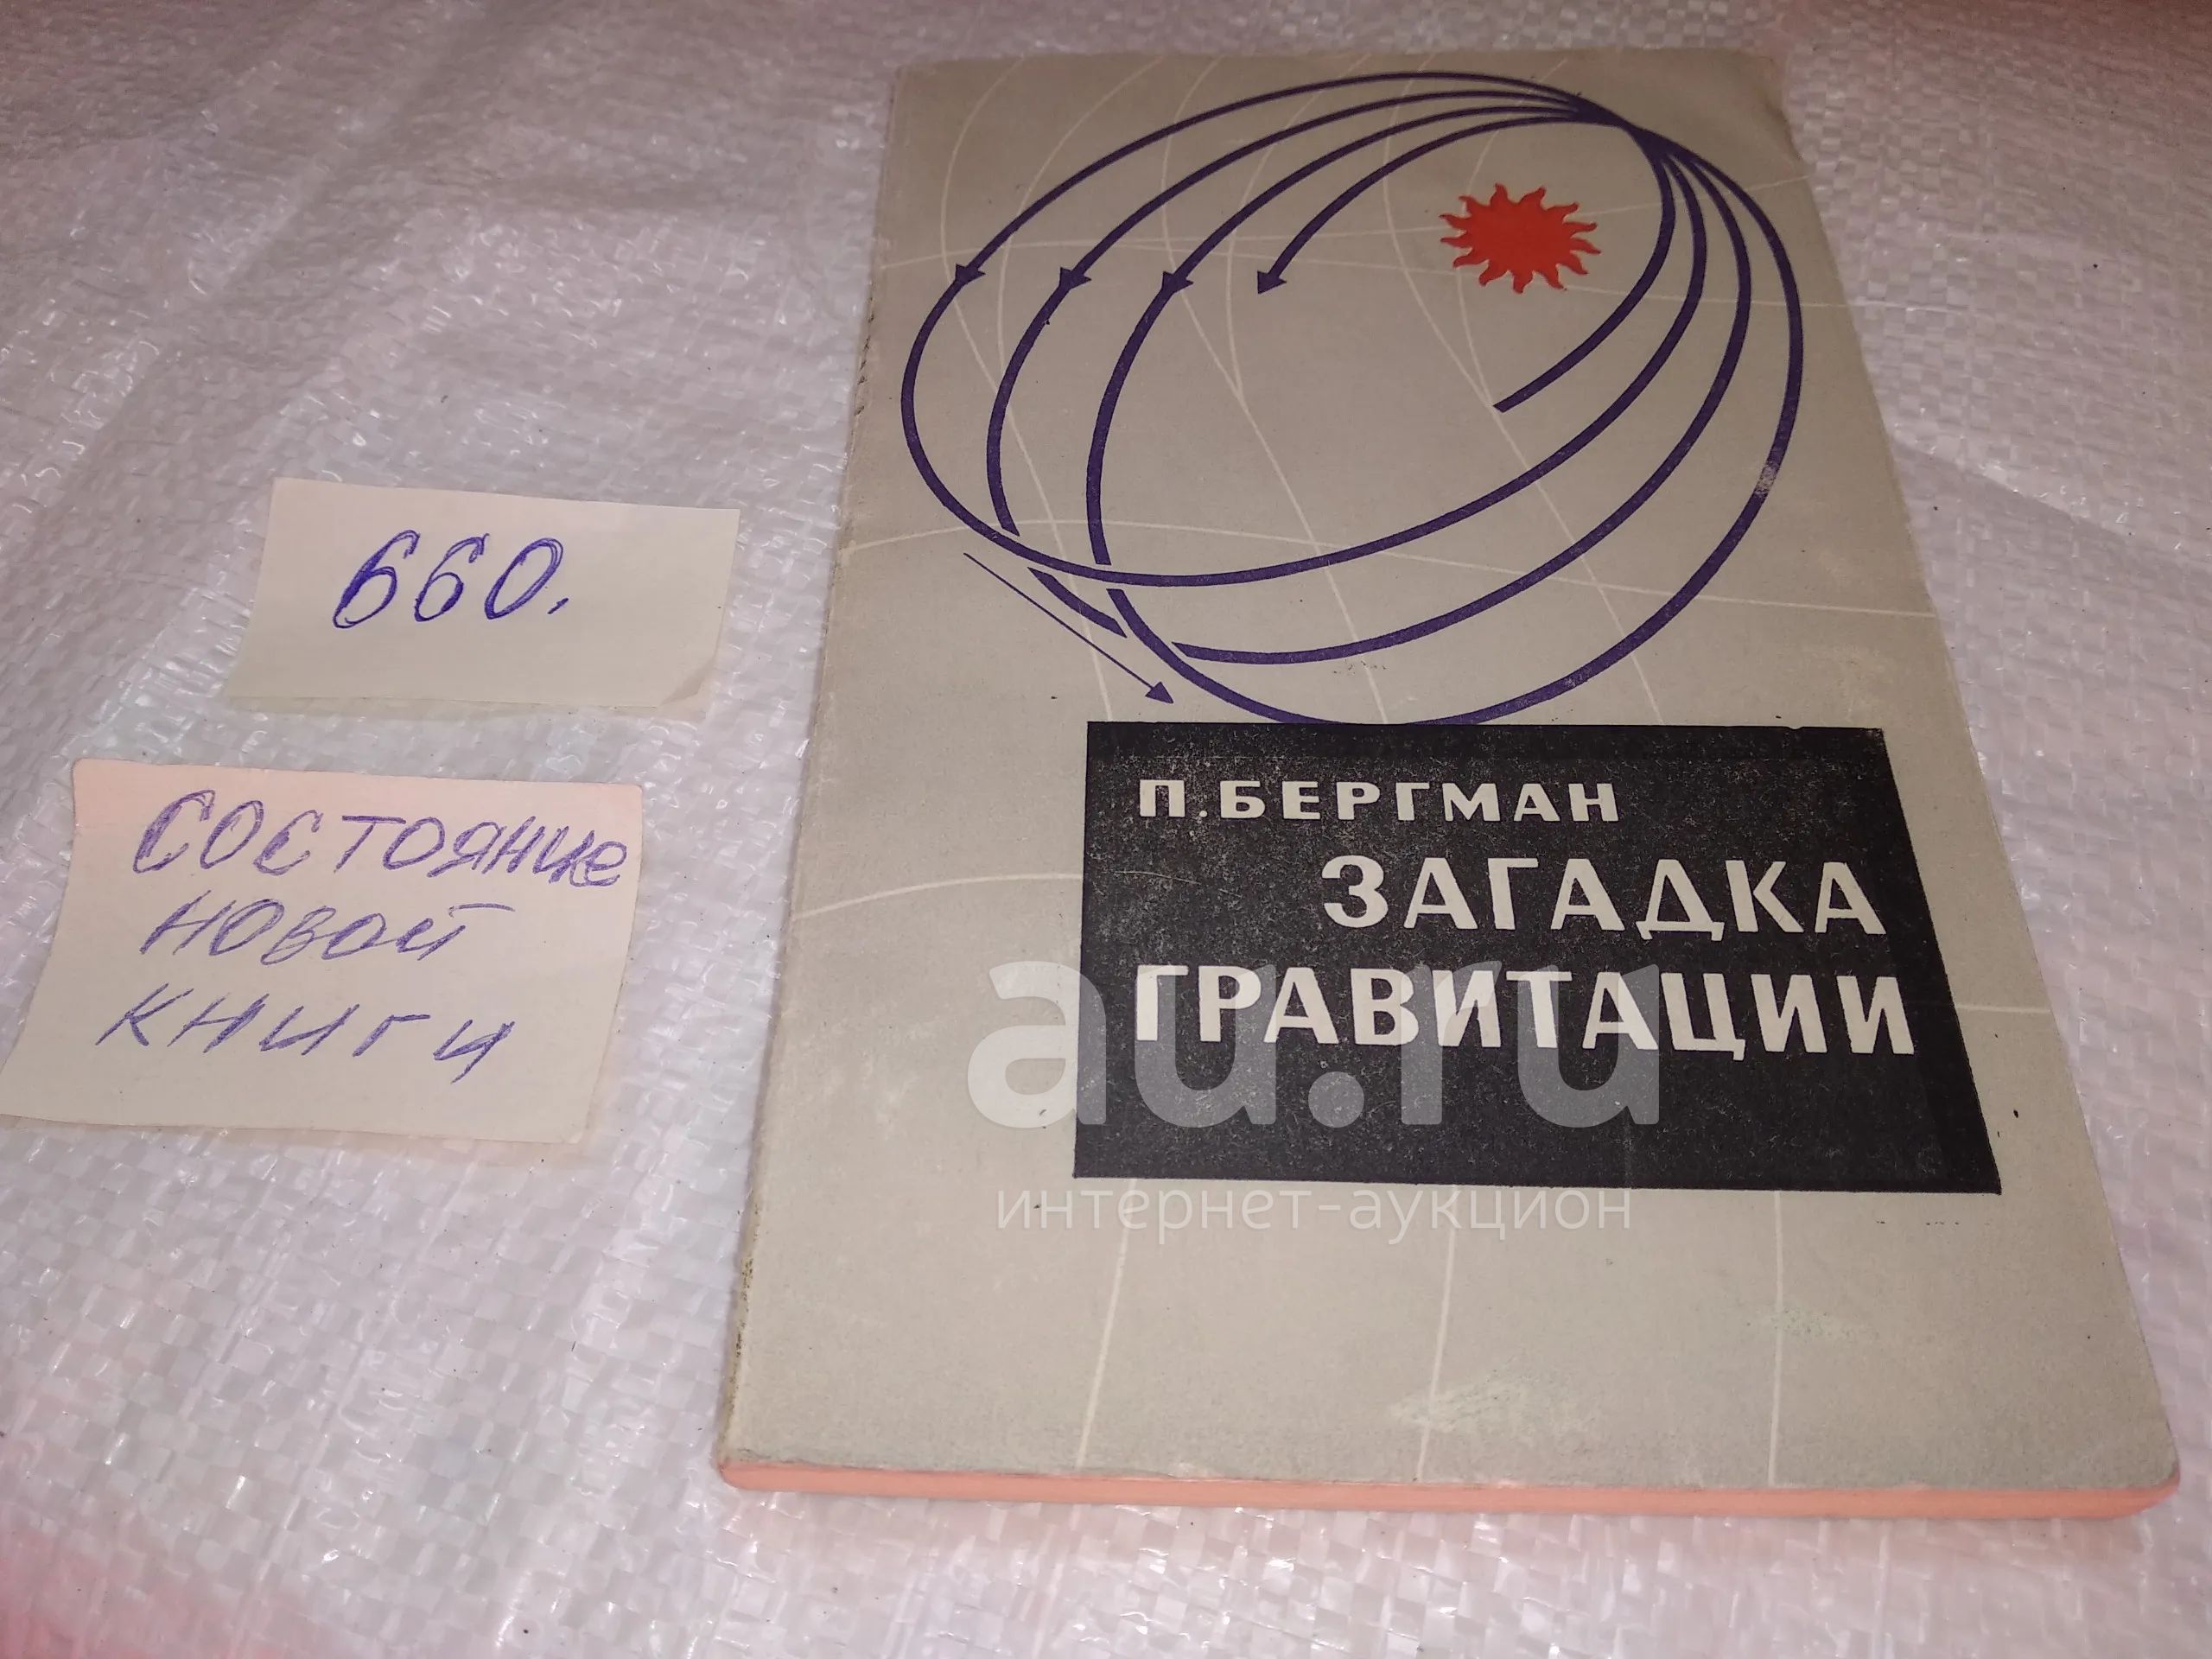 660.
СОСТОЯНИЕ
НОВОЙ
КНИГИ
П. БЕРГМАН
ЗАГАДКА
ГРАВИТАЦИИ
au.ru
интернет-аукцион